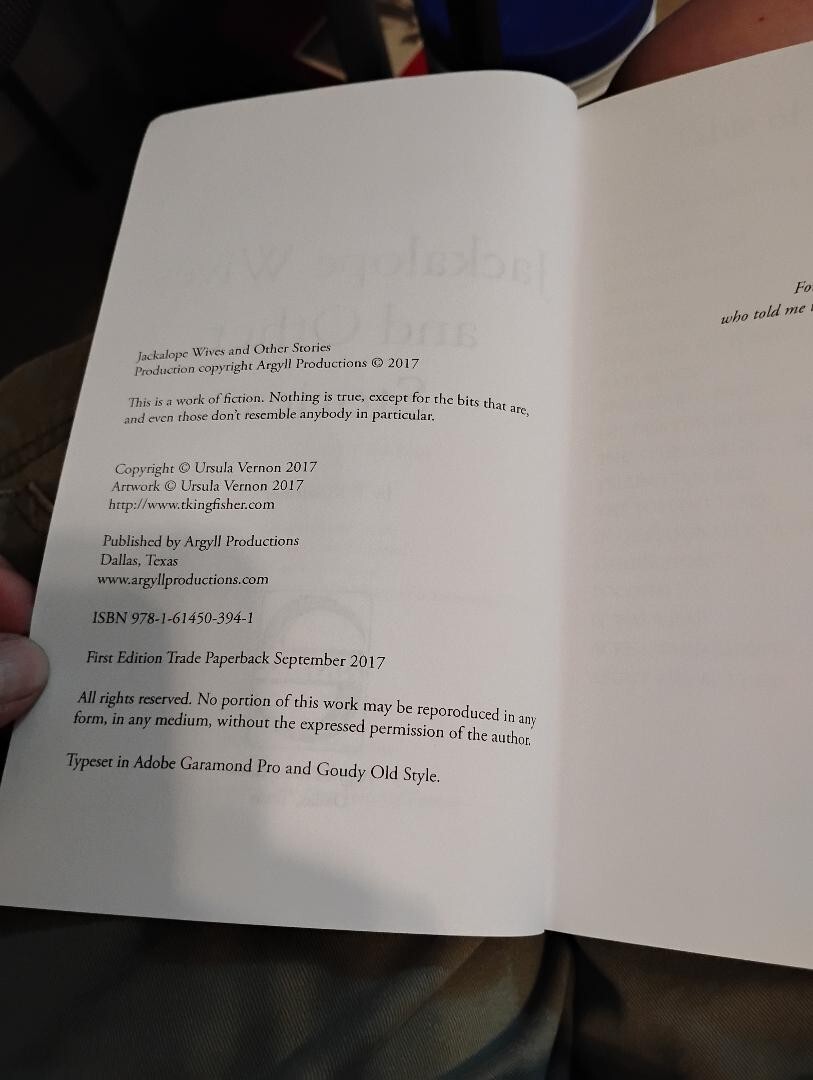 Jackalope Wives and Other Stories
Production copyright Argyll Productions © 2017
This is a work of fiction. Nothing is true, except for the bits that are,
and even those don't resemble anybody in particular.
Copyright © Ursula Vernon 2017
Artwork © Ursula Vernon 2017
http://www.tkingfisher.com
Published by Argyll Productions
Dallas, Texas
www.argyllproductions.com
ISBN 978-1-61450-394-1
First Edition Trade Paperback September 2017
All rights reserved. No portion of this work may be reporoduced in any
form, in any medium, without the expressed permission of the author.
Typeset in Adobe Garamond Pro and Goudy Old Style.
who told me